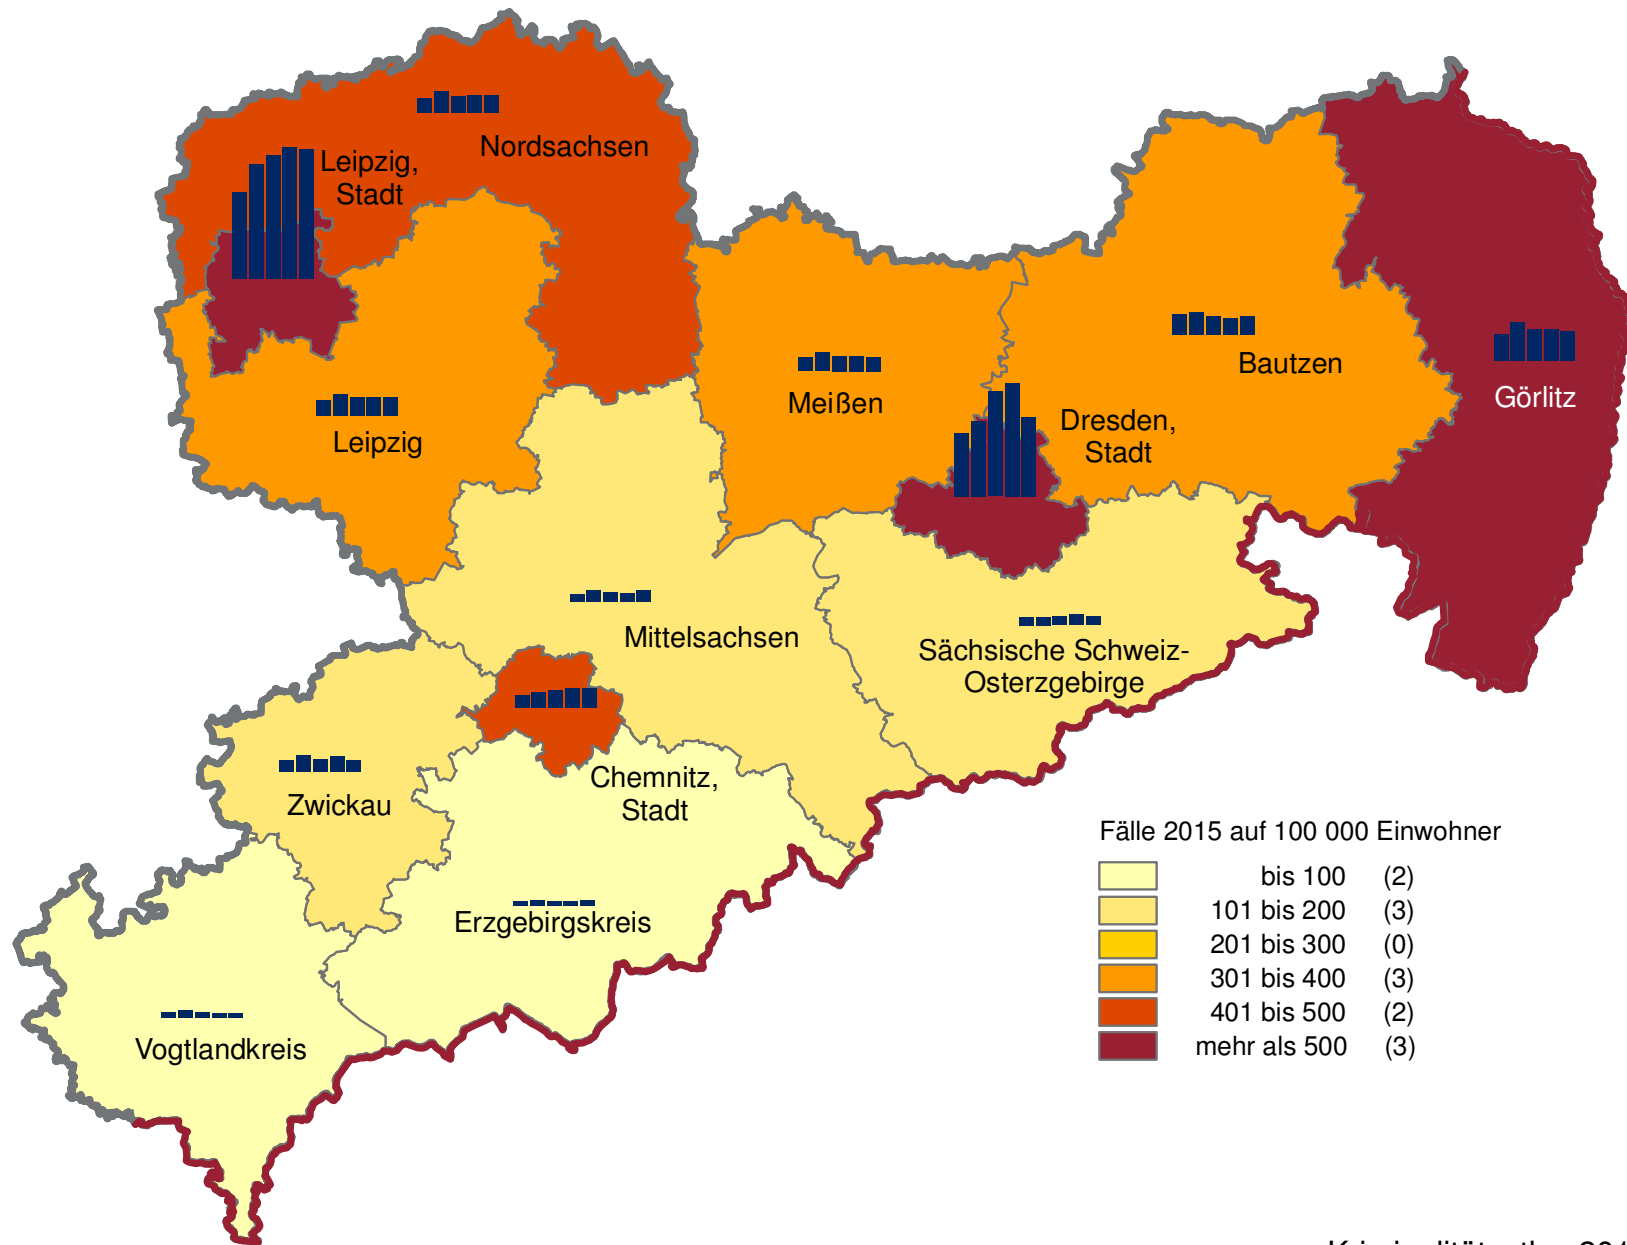 Nordsachsen
Leipzig,
Stadt
Leipzig
Meißen
Bautzen
Görlitz
Dresden,
Stadt
Mittelsachsen
Sächsische Schweiz-
Osterzgebirge
Chemnitz,
Stadt
Zwickau
Erzgebirgskreis
Vogtlandkreis
Fälle 2015 auf 100 000 Einwohner
bis 100 (2)
101 bis 200 (3)
201 bis 300 (0)
301 bis 400 (3)
401 bis 500 (2)
mehr als 500 (3)